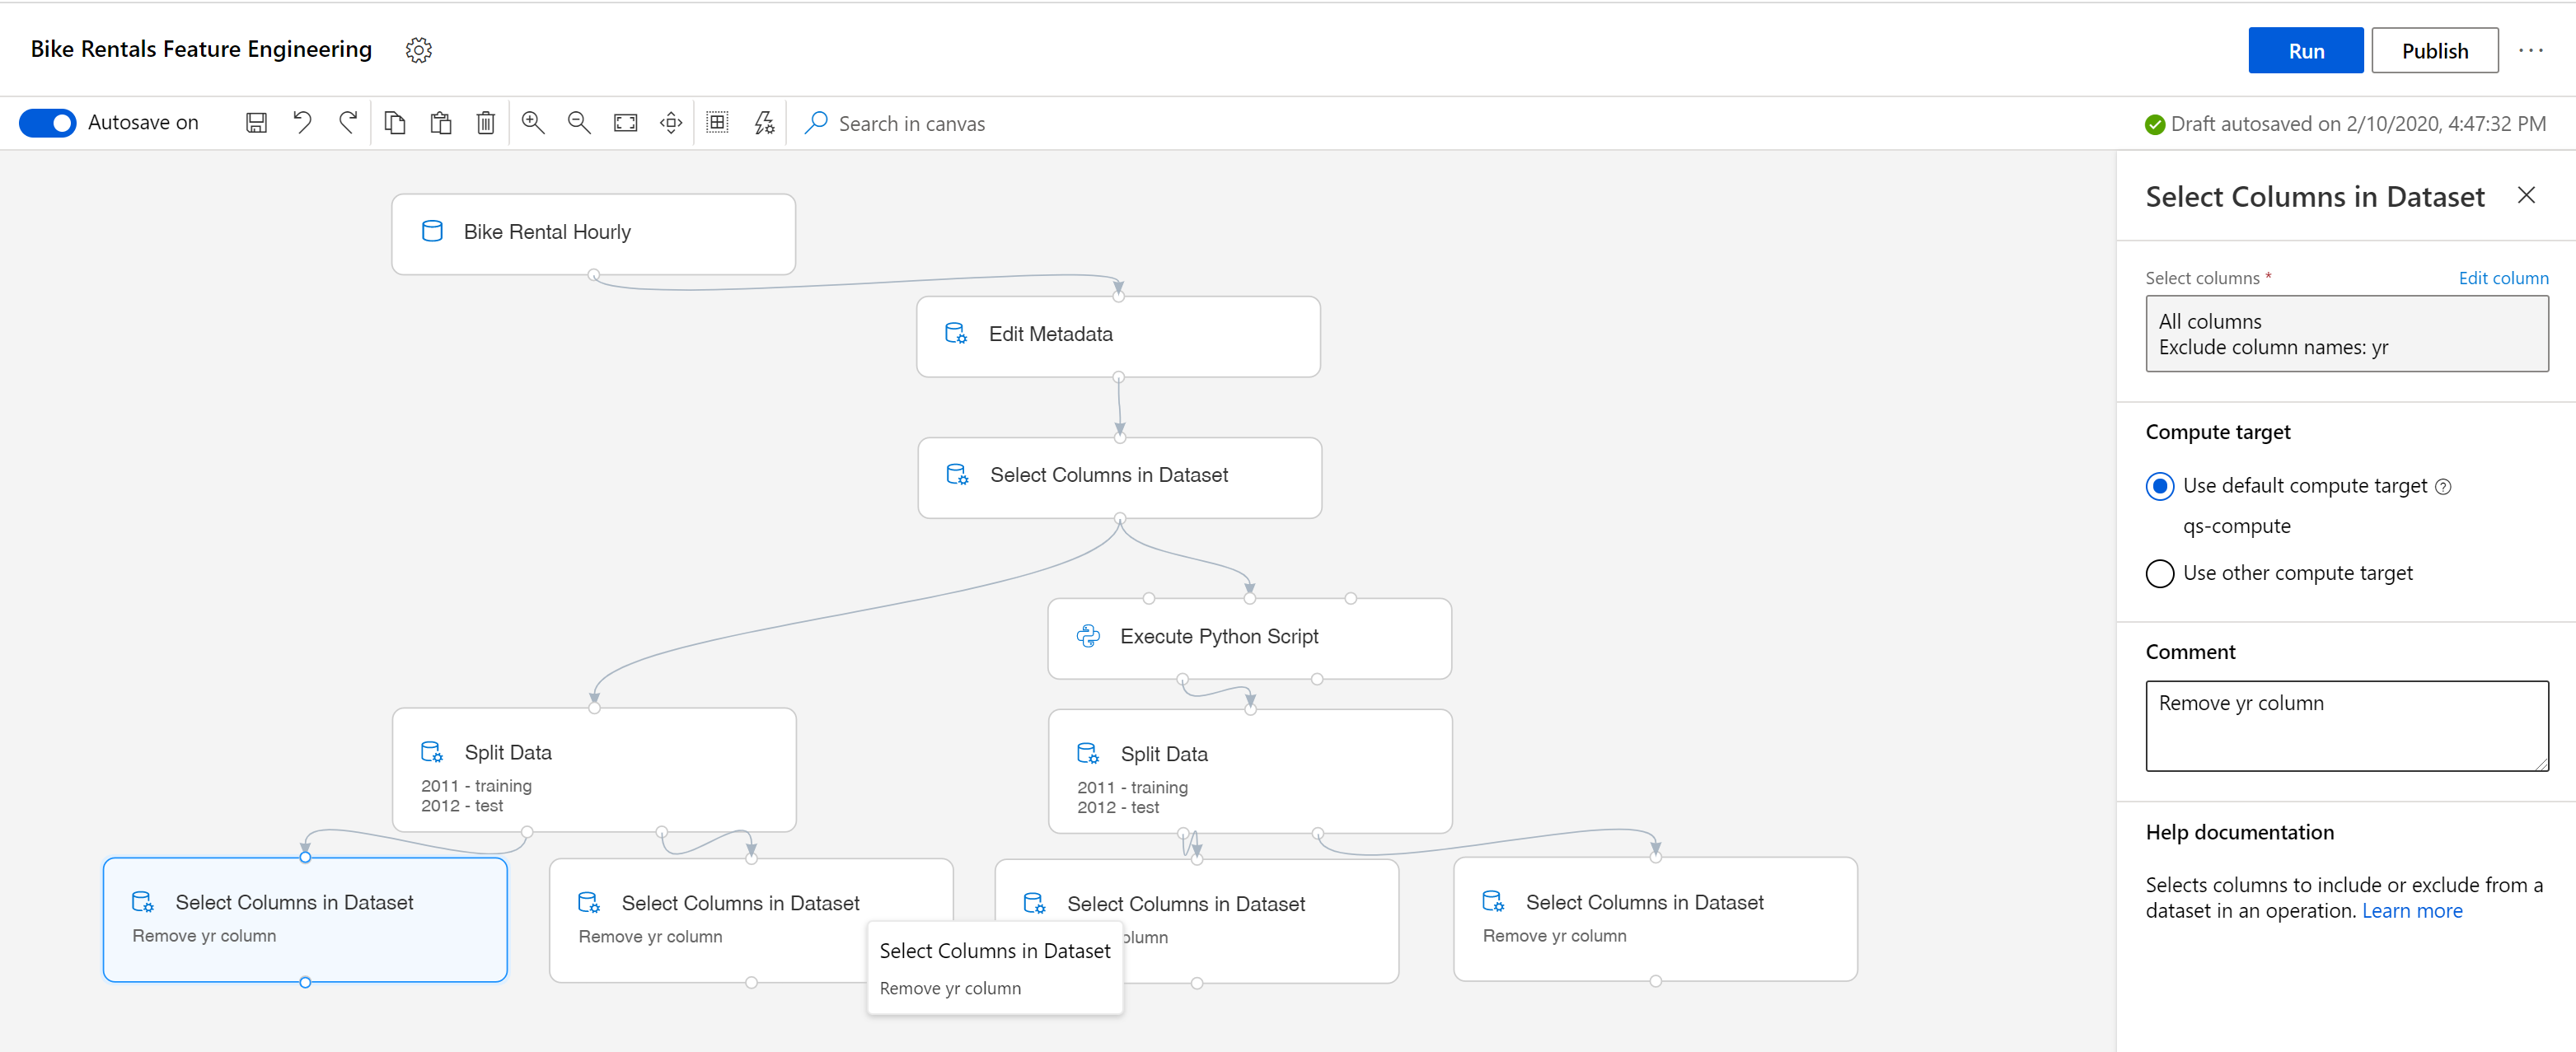 Bike Rentals Feature Engineering
Run
Publish
Autosave on
Search in canvas
Draft autosaved on 2/10/2020, 4:47:32 PM
Bike Rental Hourly
Edit Metadata
Select Columns in Dataset
Execute Python Script
Split Data
2011 - training
2012 - test
Split Data
2011 - training
2012 - test
Select Columns in Dataset
Remove yr column
Select Columns in Dataset
Remove yr column
Select Columns in Dataset
Select Columns in Dataset
Remove yr column
Select Columns in Dataset
Remove yr column
Select Columns in Dataset
Select columns *
Edit column
All columns
Exclude column names: yr
Compute target
Use default compute target
qs-compute
Use other compute target
Comment
Remove yr column
Help documentation
Selects columns to include or exclude from a
dataset in an operation. Learn more